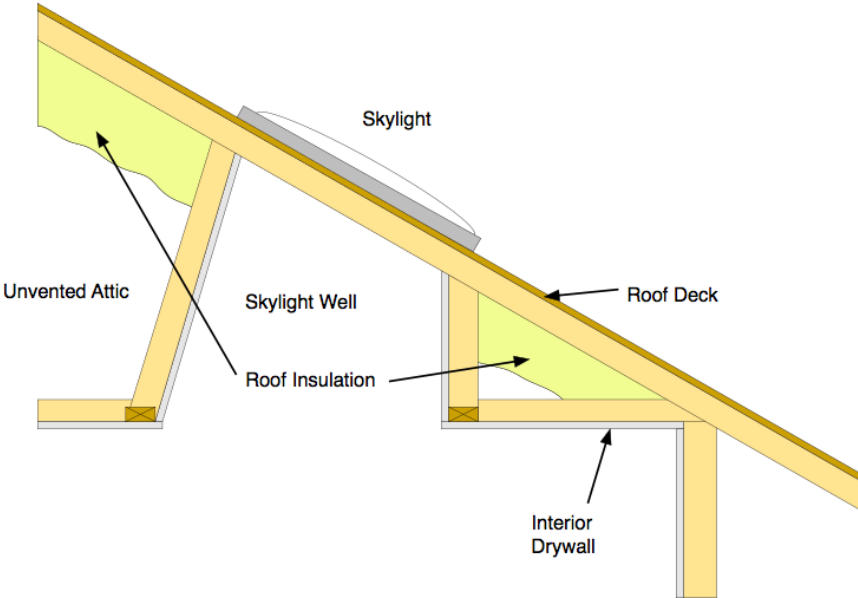 Skylight
Unvented Attic
Skylight Well
Roof Deck
Roof Insulation
Interior
Drywall